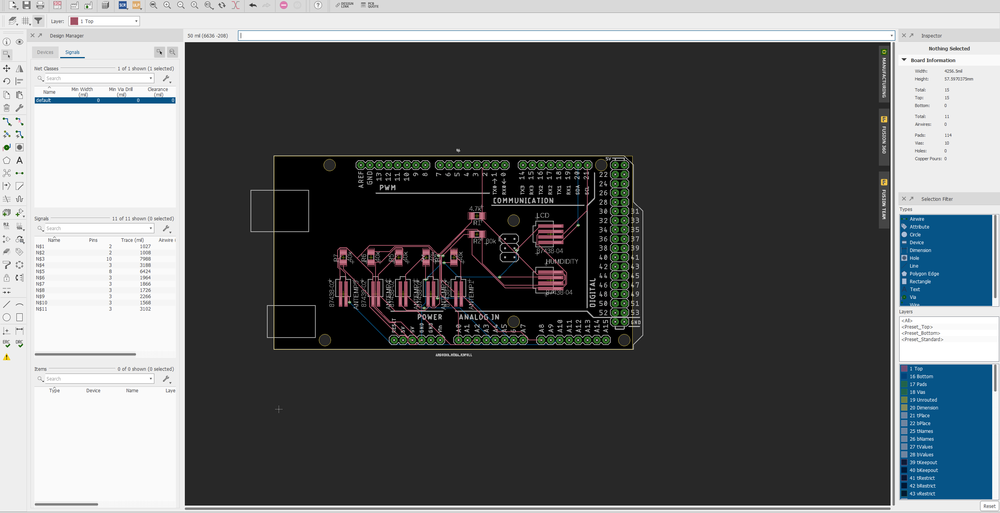 SCH
BRD
SCR
ULP
GO
DESIGN
LINK
PCB
QUOTE
Layer:
1 Top
Design Manager
50 mil (6636 -208)
Inspector
Devices
Signals
Net Classes
1 of 1 shown (1 selected)
Search
Name
Min Width
(mil)
Min Via Drill
(mil)
Clearance
(mil)
default 0 0 0
Signals
11 of 11 shown (0 selected)
Search
Name Pins Trace (mil) Airwire
N$1 2 1027
N$2 2 1008
N$3 10 7988
N$4 3 3188
N$5 8 6424
N$6 3 1964
N$7 3 1866
N$8 3 1726
N$9 3 2266
N$10 3 1568
N$11 3 3102
Items
0 of 0 shown (0 selected)
Search
Type Device Name Laye
R2
10k
R2
10k
ERC
DRC
AREF
GND
13
12
11
10
9
8
7
6
5
4
3
2
1
0
TX0
RX0
14
15
16
17
18
19
20
21
TX3
RX3
TX2
RX2
TX1
RX1
SDA
SCL
PWM
COMMUNICATION
5V
22
24
26
28
30 31
32 33
34 35
36 37
38 39
40 41
42 43
44 45
46 47
48 49
50 51
52 53
GND
DIGITAL
4.7k
R1
R2
80k
LCD
87438-04
HUMDIDITY
87438-04
R7
40k
R6
40k
R5
40k
40k
40k
87438-02
ANTEMP5
87438-02
ANTEMP4
87438-02
ANTEMP3
87438-02
ANTEMP2
87438-02
ANTEMP1
POWER
ANALOG IN
RESET
5V
5V
GND
GND
Vin
A0
A1
A2
A3
A4
A5
6
A7
A8
A9
A10
A11
A12
A13
A14
A15
ARDUINO_MEGA_R3FULL
MANUFACTURING
FUSION 360
FUSION TEAM
Nothing Selected
Board Information
Width: 4256.5mil
Height: 57.5970375mm
Total: 15
Top: 15
Bottom: 0
Total: 11
Airwires: 0
Pads: 114
Vias: 10
Holes: 0
Copper Pours: 0
Selection Filter
Types
Airwire
Attribute
Circle
Device
Dimension
Hole
Line
Polygon Edge
Rectangle
Text
Via
Wire
Layers
<All>
<Preset_Top>
<Preset_Bottom>
<Preset_Standard>
1 Top
16 Bottom
17 Pads
18 Vias
19 Unrouted
20 Dimension
21 tPlace
22 bPlace
25 tNames
26 bNames
27 tValues
28 bValues
39 tKeepout
40 bKeepout
41 tRestrict
42 bRestrict
43 vRestrict
Reset